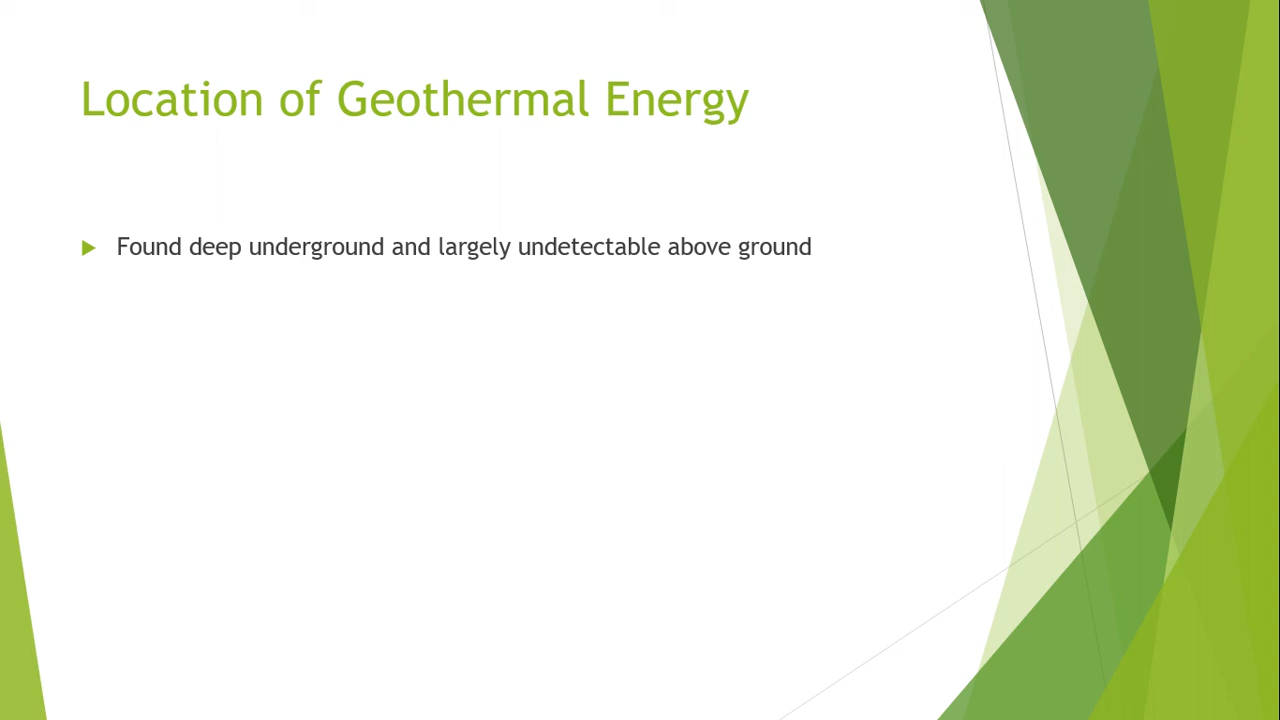 Location of Geothermal Energy
Found deep underground and largely undetectable above ground